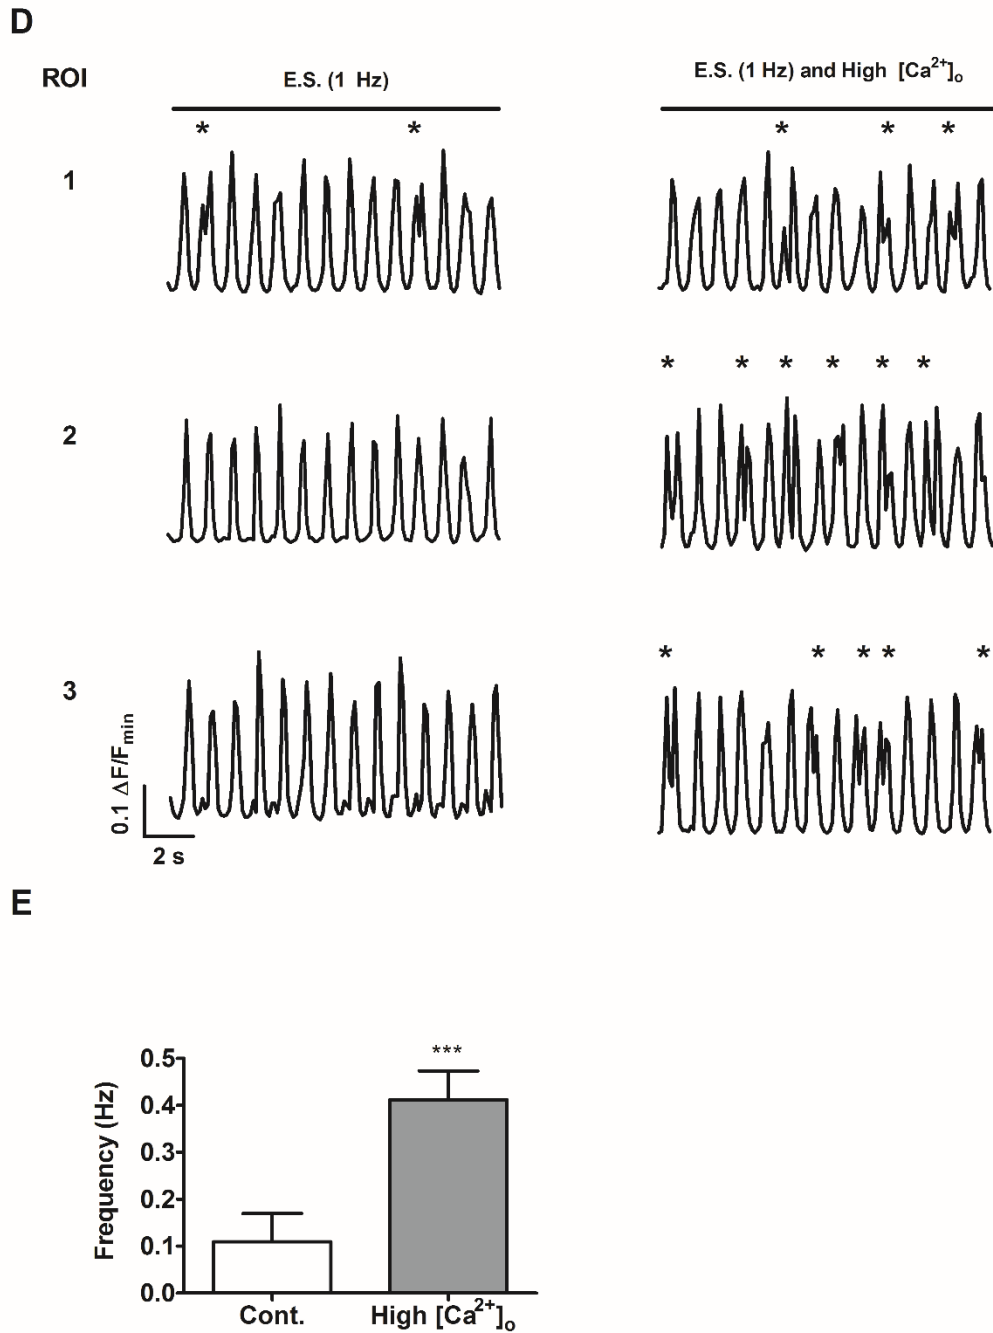 D
ROI
E.S. (1 Hz)
E.S. (1 Hz) and High [Ca²⁺]ₒ
* *
* * *
1
* * * * * *
2
* * * * *
3
0.1 ΔF/Fmin
2 s
E
***
Frequency (Hz)
0.5
0.4
0.3
0.2
0.1
0.0
Cont.
High [Ca²⁺]ₒ